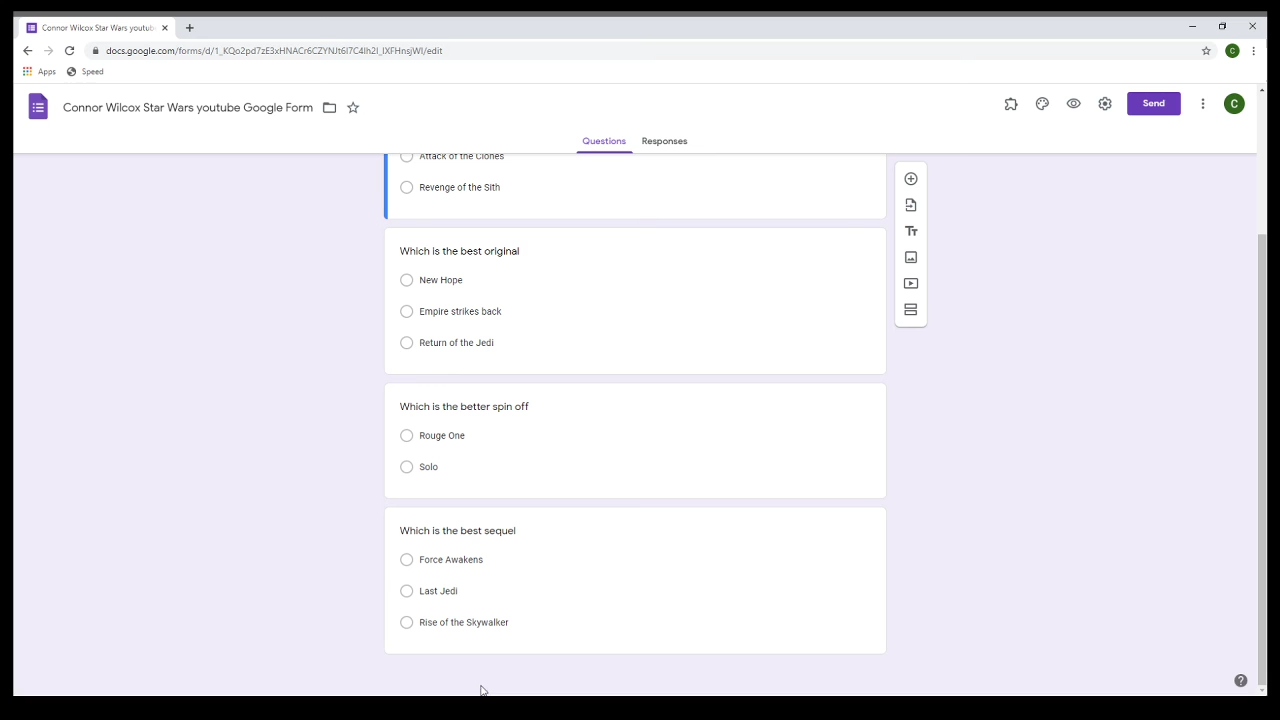 Connor Wilcox Star Wars youtub
docs.google.com/forms/d/1_KQo2pd7zE3xHNACr6CZYNJt6I7C4Ih2I_IXFHnsjWI/edit
C
Apps
Speed
Connor Wilcox Star Wars youtube Google Form
Send
C
Questions
Responses
Attack of the Clones
Revenge of the Sith
Which is the best original
New Hope
Empire strikes back
Return of the Jedi
Which is the better spin off
Rouge One
Solo
Which is the best sequel
Force Awakens
Last Jedi
Rise of the Skywalker